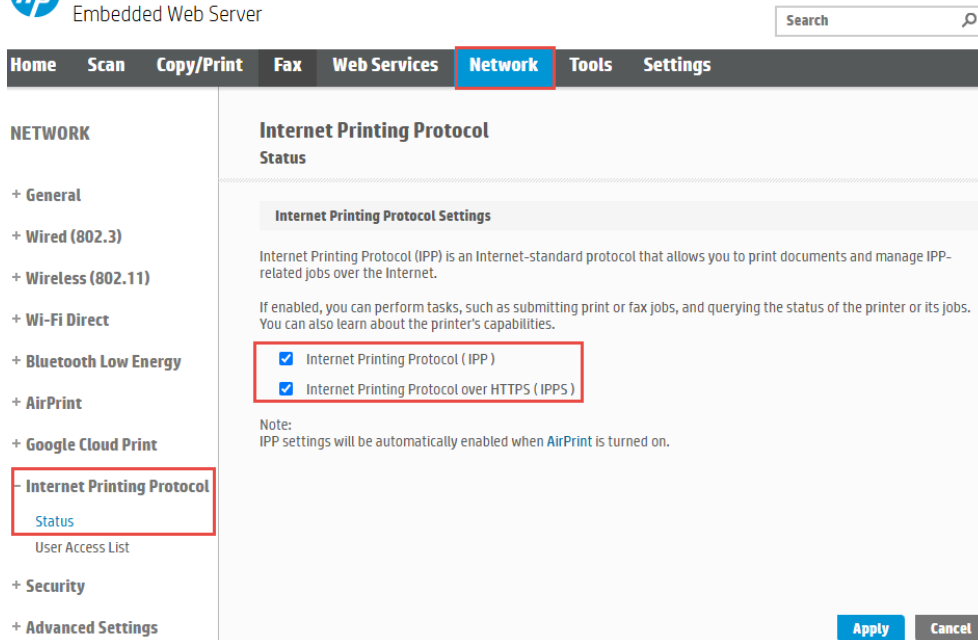 hp
Embedded Web Server
Search
Home Scan Copy/Print Fax Web Services Network Tools Settings
NETWORK
+ General
+ Wired (802.3)
+ Wireless (802.11)
+ Wi-Fi Direct
+ Bluetooth Low Energy
+ AirPrint
+ Google Cloud Print
- Internet Printing Protocol
Status
User Access List
+ Security
+ Advanced Settings
Internet Printing Protocol
Status
Internet Printing Protocol Settings
Internet Printing Protocol (IPP) is an Internet-standard protocol that allows you to print documents and manage IPP-
related jobs over the Internet.
If enabled, you can perform tasks, such as submitting print or fax jobs, and querying the status of the printer or its jobs.
You can also learn about the printer's capabilities.
Internet Printing Protocol ( IPP )
Internet Printing Protocol over HTTPS ( IPPS )
Note:
IPP settings will be automatically enabled when AirPrint is turned on.
Apply Cancel